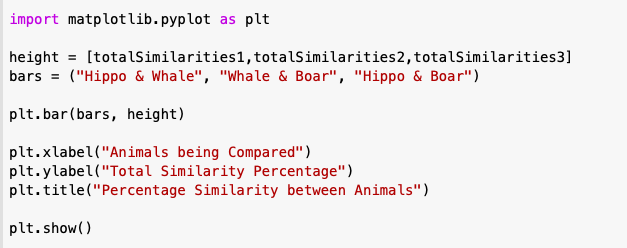 import matplotlib.pyplot as plt
height = [totalSimilarities1,totalSimilarities2,totalSimilarities3]
bars = ("Hippo & Whale", "Whale & Boar", "Hippo & Boar")
plt.bar(bars, height)
plt.xlabel("Animals being Compared")
plt.ylabel("Total Similarity Percentage")
plt.title("Percentage Similarity between Animals")
plt.show()